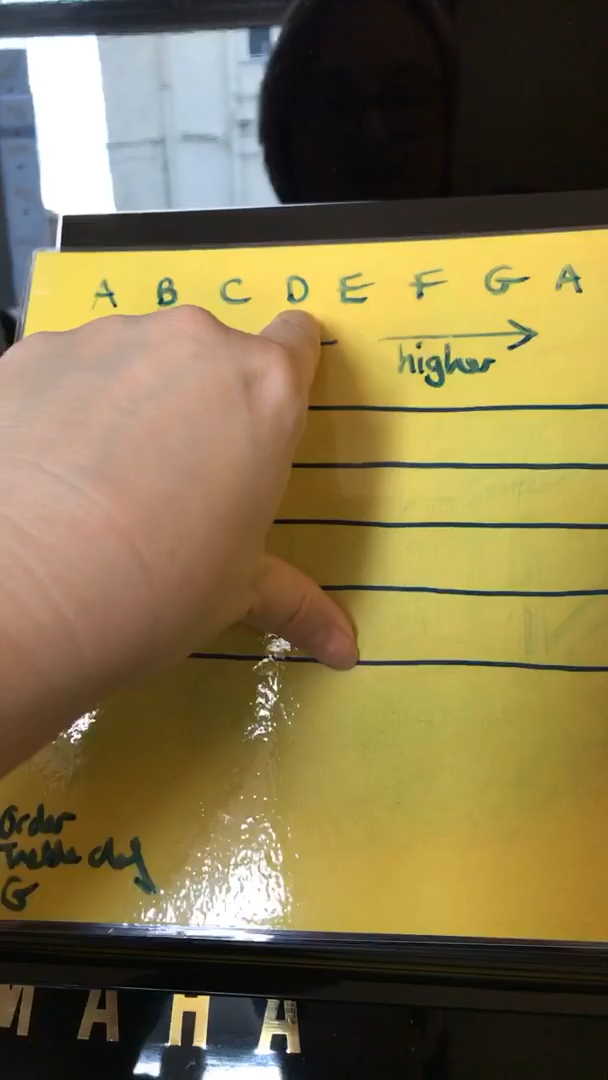 A B C D E F G A
higher
Order
Treble clef
G
MAHA